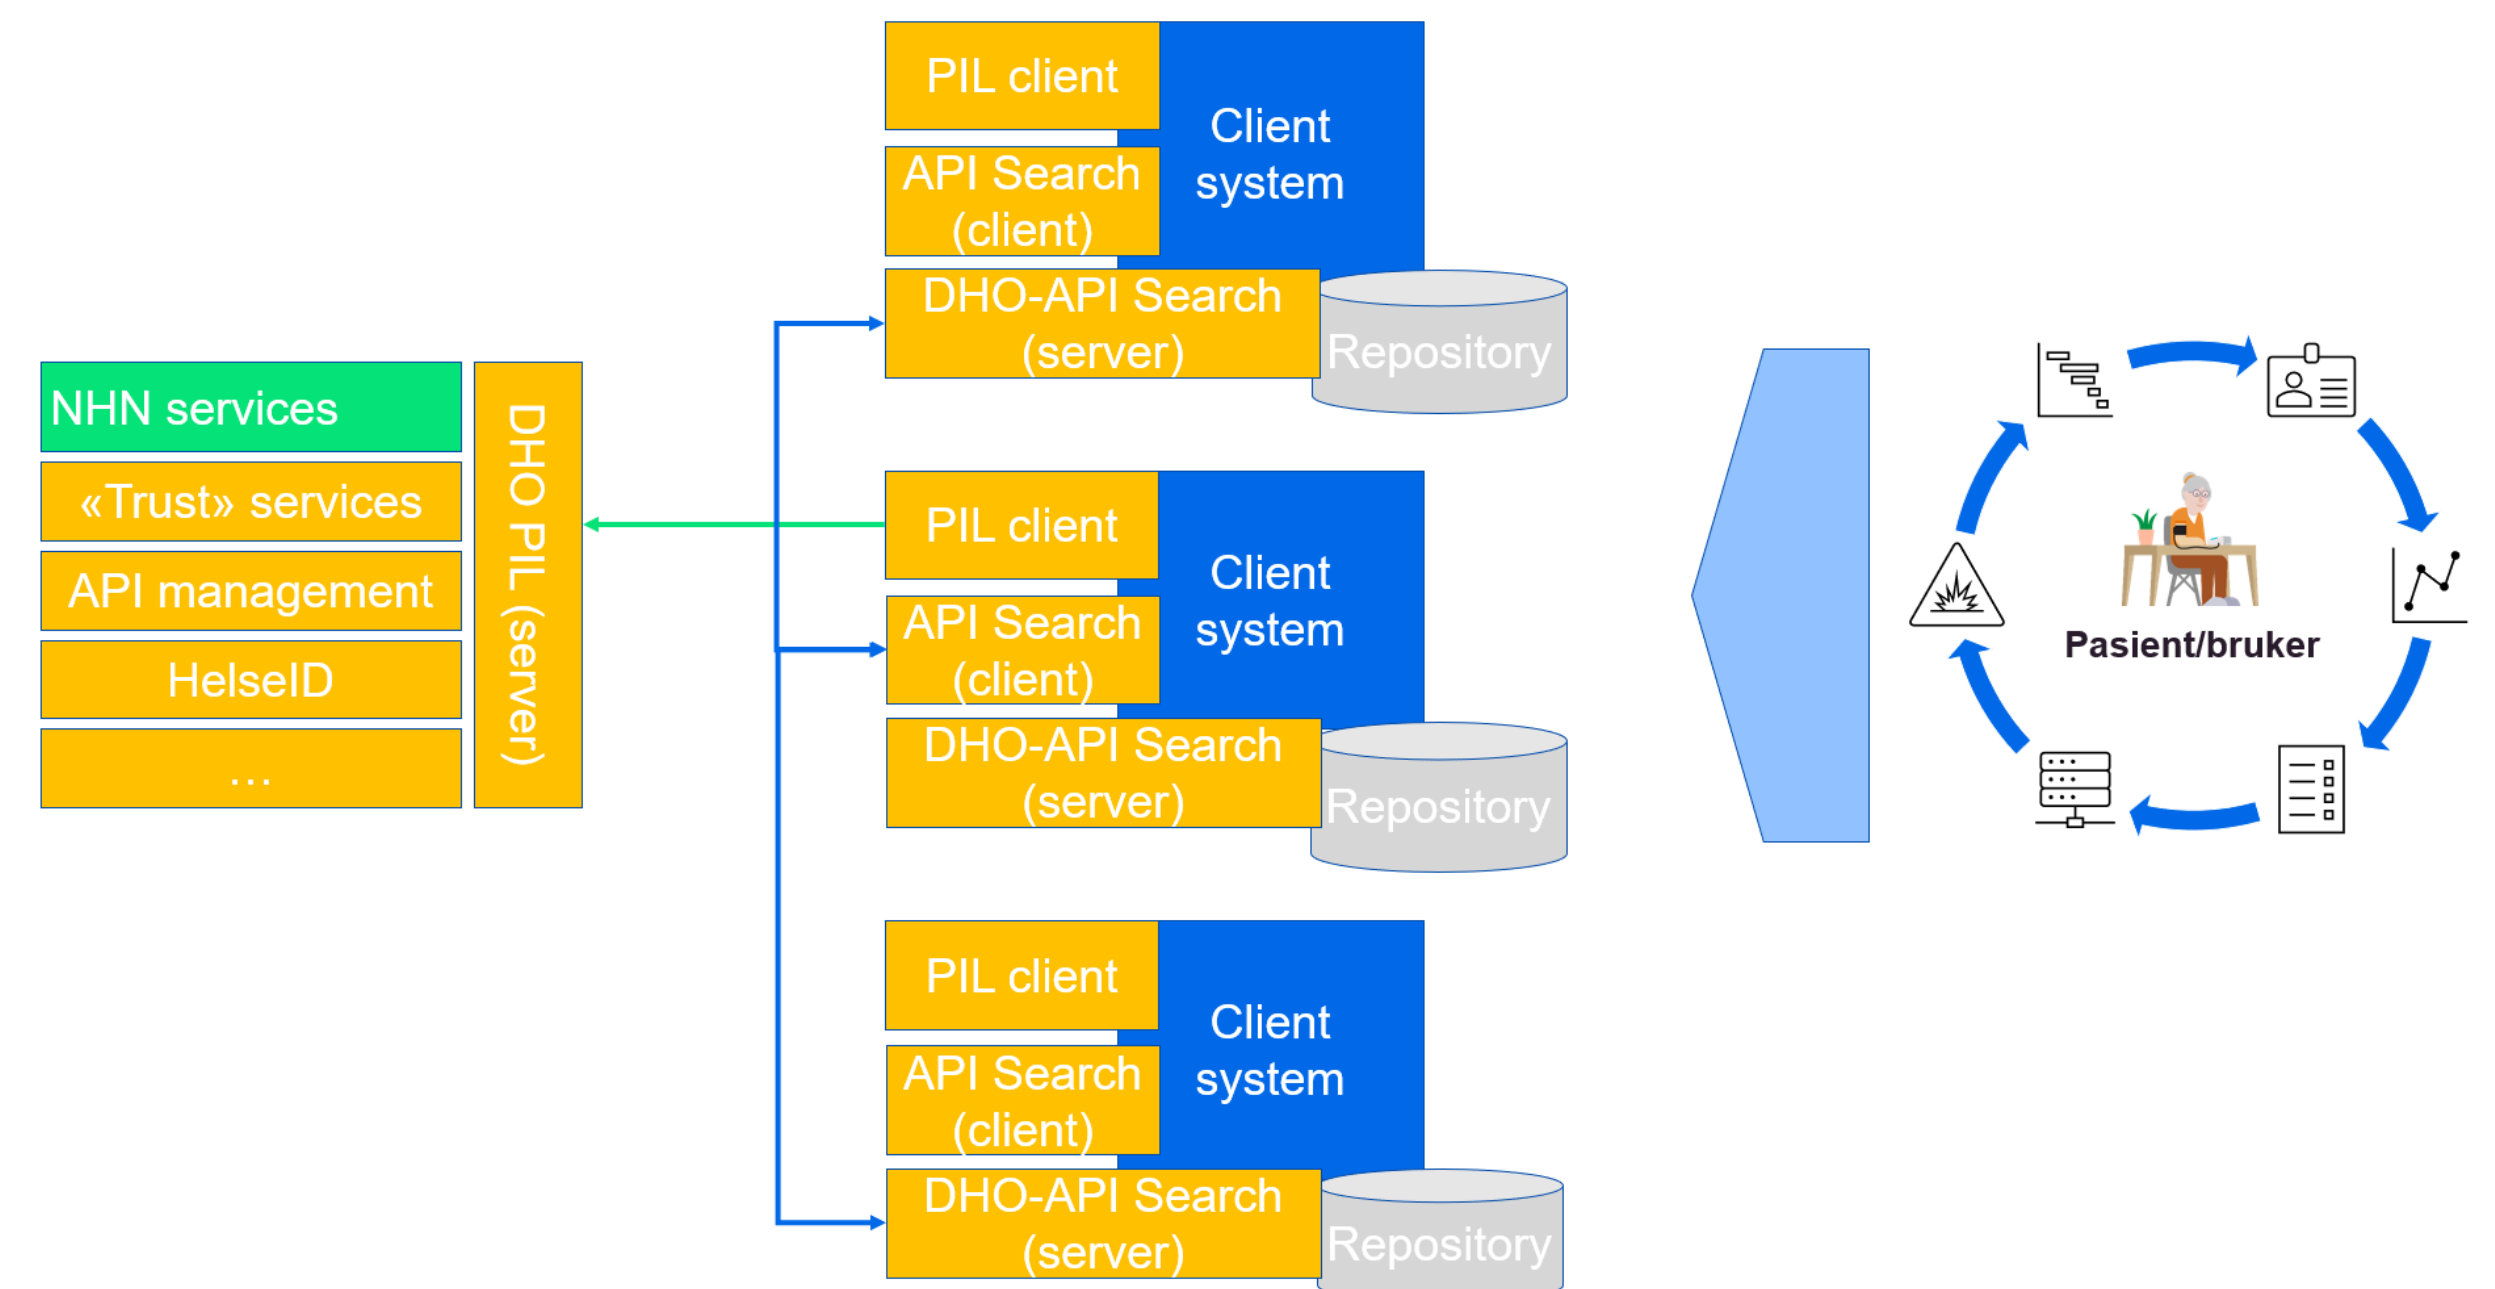 NHN services
«Trust» services
API management
HelseID
...
DHO PIL (server)
PIL client
API Search
(client)
DHO-API Search
(server)
Client
system
Repository
PIL client
API Search
(client)
DHO-API Search
(server)
Client
system
Repository
PIL client
API Search
(client)
DHO-API Search
(server)
Client
system
Repository
Pasient/bruker